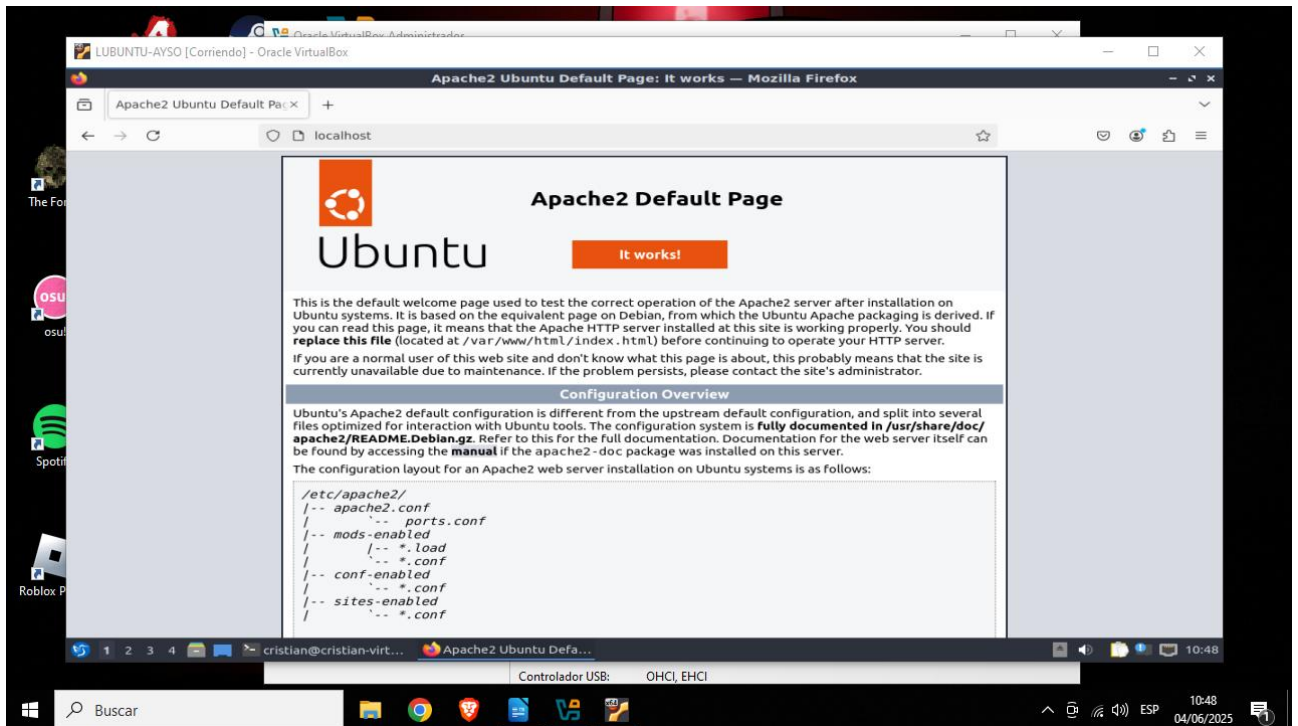 Oracle VirtualBox Administrador
LUBUNTU-AYSO [Corriendo] - Oracle VirtualBox
Apache2 Ubuntu Default Page: It works — Mozilla Firefox
Apache2 Ubuntu Default Pag
localhost
The For
osu!
osu!
Spotif
Roblox P
Ubuntu
Apache2 Default Page
It works!
This is the default welcome page used to test the correct operation of the Apache2 server after installation on
Ubuntu systems. It is based on the equivalent page on Debian, from which the Ubuntu Apache packaging is derived. If
you can read this page, it means that the Apache HTTP server installed at this site is working properly. You should
replace this file (located at /var/www/html/index.html) before continuing to operate your HTTP server.
If you are a normal user of this web site and don't know what this page is about, this probably means that the site is
currently unavailable due to maintenance. If the problem persists, please contact the site's administrator.
Configuration Overview
Ubuntu's Apache2 default configuration is different from the upstream default configuration, and split into several
files optimized for interaction with Ubuntu tools. The configuration system is fully documented in /usr/share/doc/
apache2/README.Debian.gz. Refer to this for the full documentation. Documentation for the web server itself can
be found by accessing the manual if the apache2-doc package was installed on this server.
The configuration layout for an Apache2 web server installation on Ubuntu systems is as follows:
/etc/apache2/
|-- apache2.conf
|       `--  ports.conf
|-- mods-enabled
|       |-- *.load
|       `-- *.conf
|-- conf-enabled
|       `-- *.conf
|-- sites-enabled
|       `-- *.conf
1 2 3 4 cristian@cristian-virt... Apache2 Ubuntu Defa... 10:48
Controlador USB: OHCI, EHCI
Buscar
ESP
10:48
04/06/2025
1